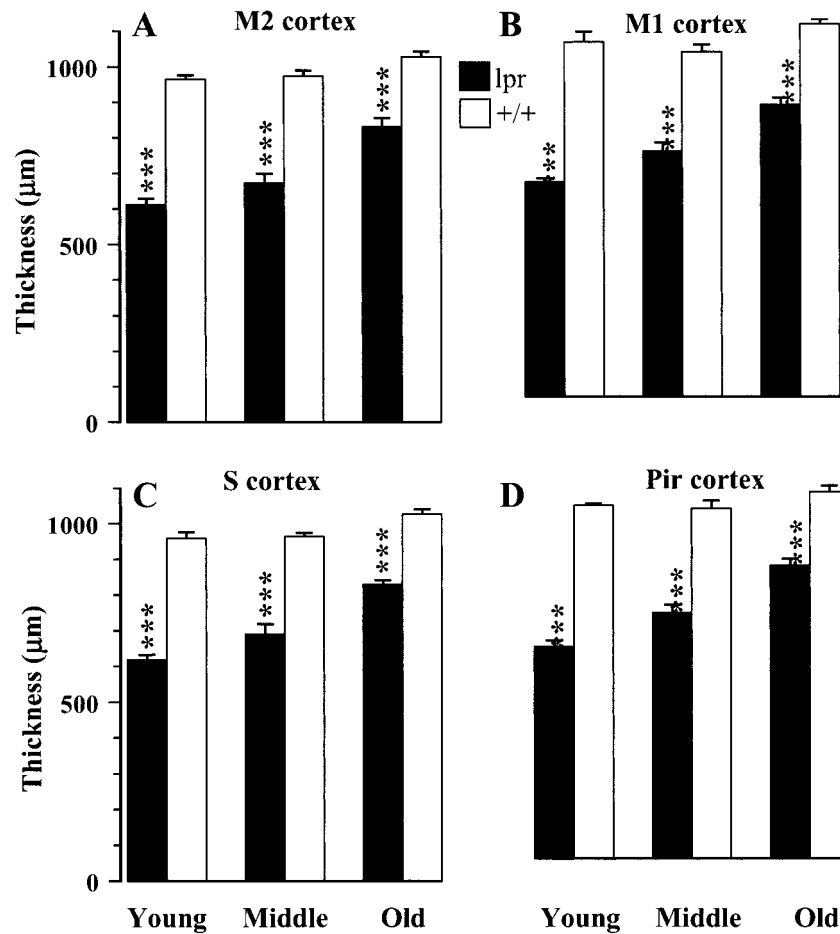 A
M2 cortex
B
M1 cortex
lpr
+/+
1000
500
0
Thickness (μm)
***
***
***
***
***
***
C
S cortex
D
Pir cortex
1000
500
0
Thickness (μm)
***
***
***
***
***
***
Young Middle Old
Young Middle Old